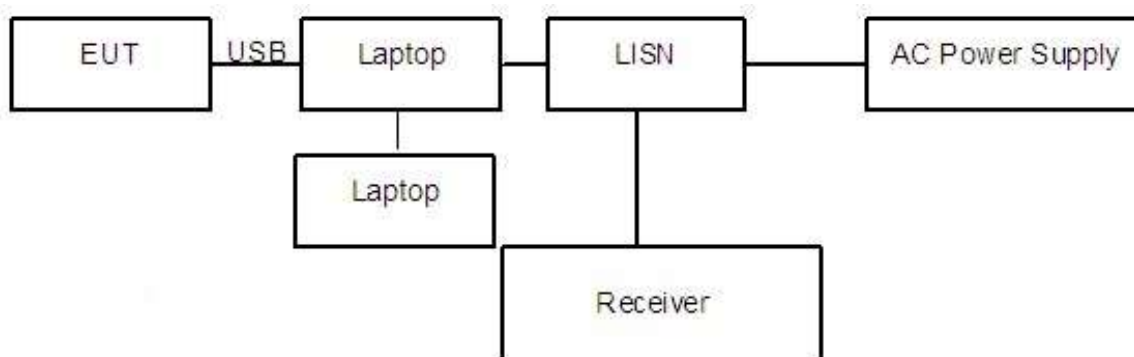 EUT
USB
Laptop
LISN
AC Power Supply
Laptop
Receiver